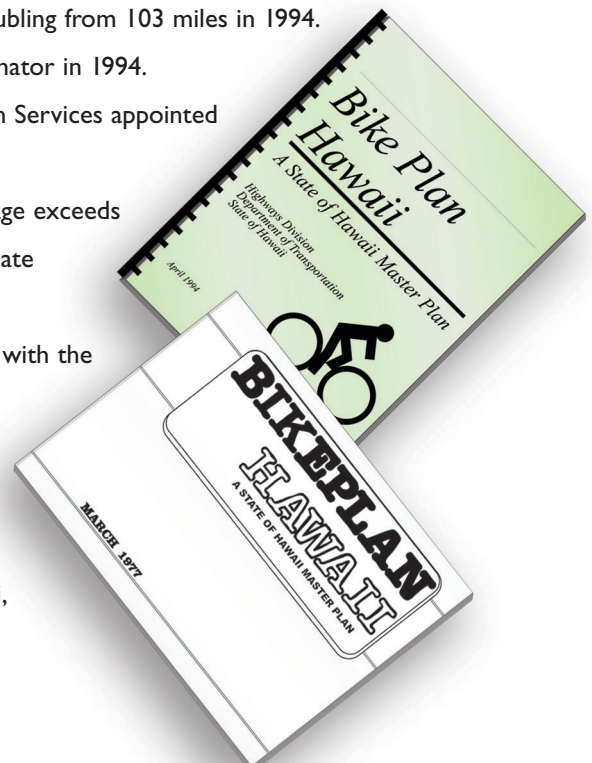 ubling from 103 miles in 1994.
nator in 1994.
n Services appointed
ge exceeds
ate
with the
i,
Bike Plan
Hawaii
A State of Hawaii Master Plan
Highways Division
Department of Transportation
State of Hawaii
April 1994
BIKEPLAN
HAWAII
A STATE OF HAWAII MASTER PLAN
MARCH 1977